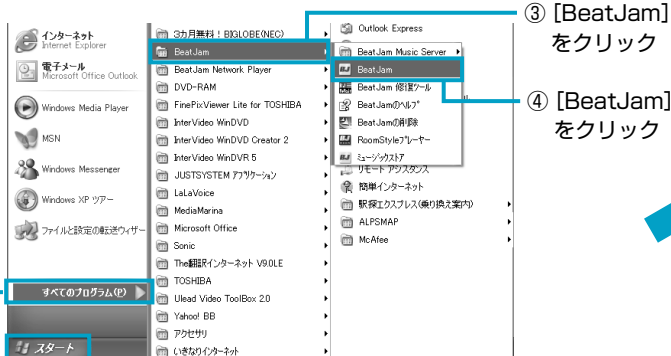 インターネット
Internet Explorer
電子メール
Microsoft Office Outlook
Windows Media Player
MSN
Windows Messenger
Windows XP ツアー
ファイルと設定の転送ウィザー
すべてのプログラム(P)
スタート
3カ月無料!BIGLOBE(NEC)
BeatJam
BeatJam Network Player
DVD-RAM
FinePixViewer Lite for TOSHIBA
InterVideo WinDVD
InterVideo WinDVD Creator 2
InterVideo WinDVR 5
JUSTSYSTEM アプリケーション
LaLaVoice
MediaMarina
Microsoft Office
Sonic
The翻訳インターネット V9.0LE
TOSHIBA
Ulead Video ToolBox 2.0
Yahoo! BB
アクセサリ
いきなりインターネット
Outlook Express
BeatJam Music Server
BeatJam
BeatJam 修復ツール
BeatJamのヘルプ
BeatJamの削除
RoomStyleプレーヤー
ミュージックストア
リモート アシスタンス
簡単インターネット
駅探エクスプレス(乗り換え案内)
ALPSMAP
McAfee
③ [BeatJam]
をクリック
④ [BeatJam]
をクリック